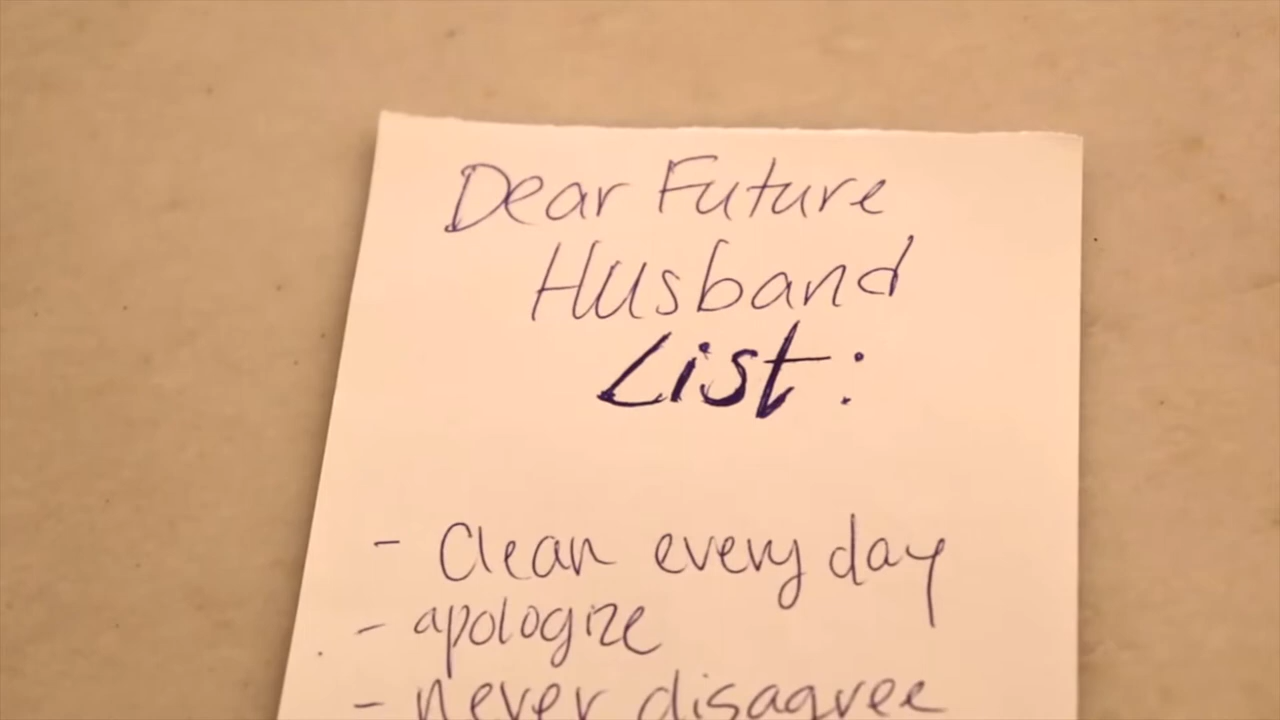 Dear Future
Husband
List:
- Clean every day
- apologize
- never disagree